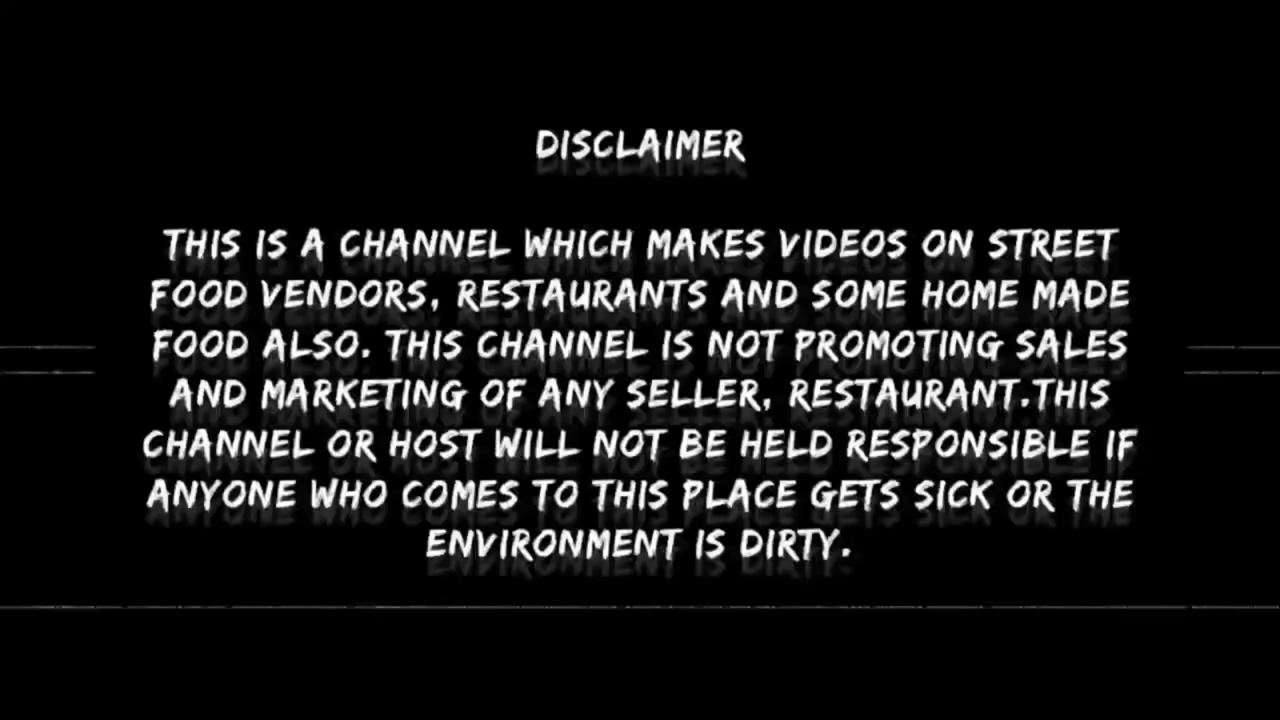 DISCLAIMER
THIS IS A CHANNEL WHICH MAKES VIDEOS ON STREET
FOOD VENDORS, RESTAURANTS AND SOME HOME MADE
FOOD ALSO. THIS CHANNEL IS NOT PROMOTING SALES
AND MARKETING OF ANY SELLER, RESTAURANT.THIS
CHANNEL OR HOST WILL NOT BE HELD RESPONSIBLE IF
ANYONE WHO COMES TO THIS PLACE GETS SICK OR THE
ENVIRONMENT IS DIRTY.